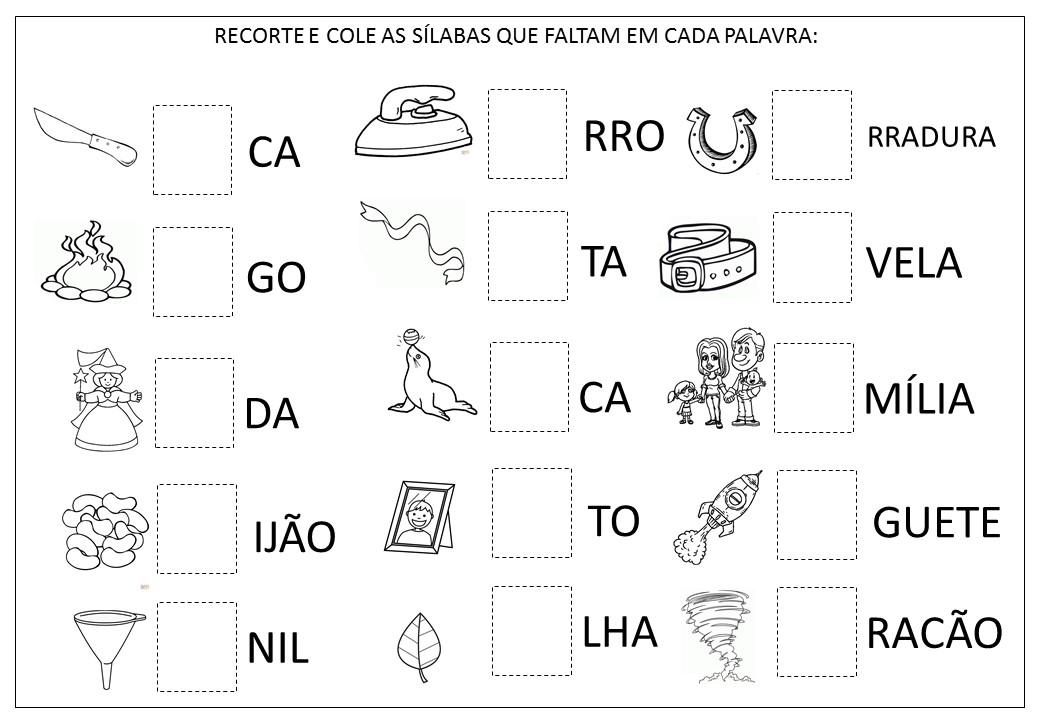 RECORTE E COLE AS SÍLABAS QUE FALTAM EM CADA PALAVRA:
CA RRO RRADURA
GO TA VELA
DA CA MÍLIA
IJÃO TO GUETE
NIL LHA RACÃO